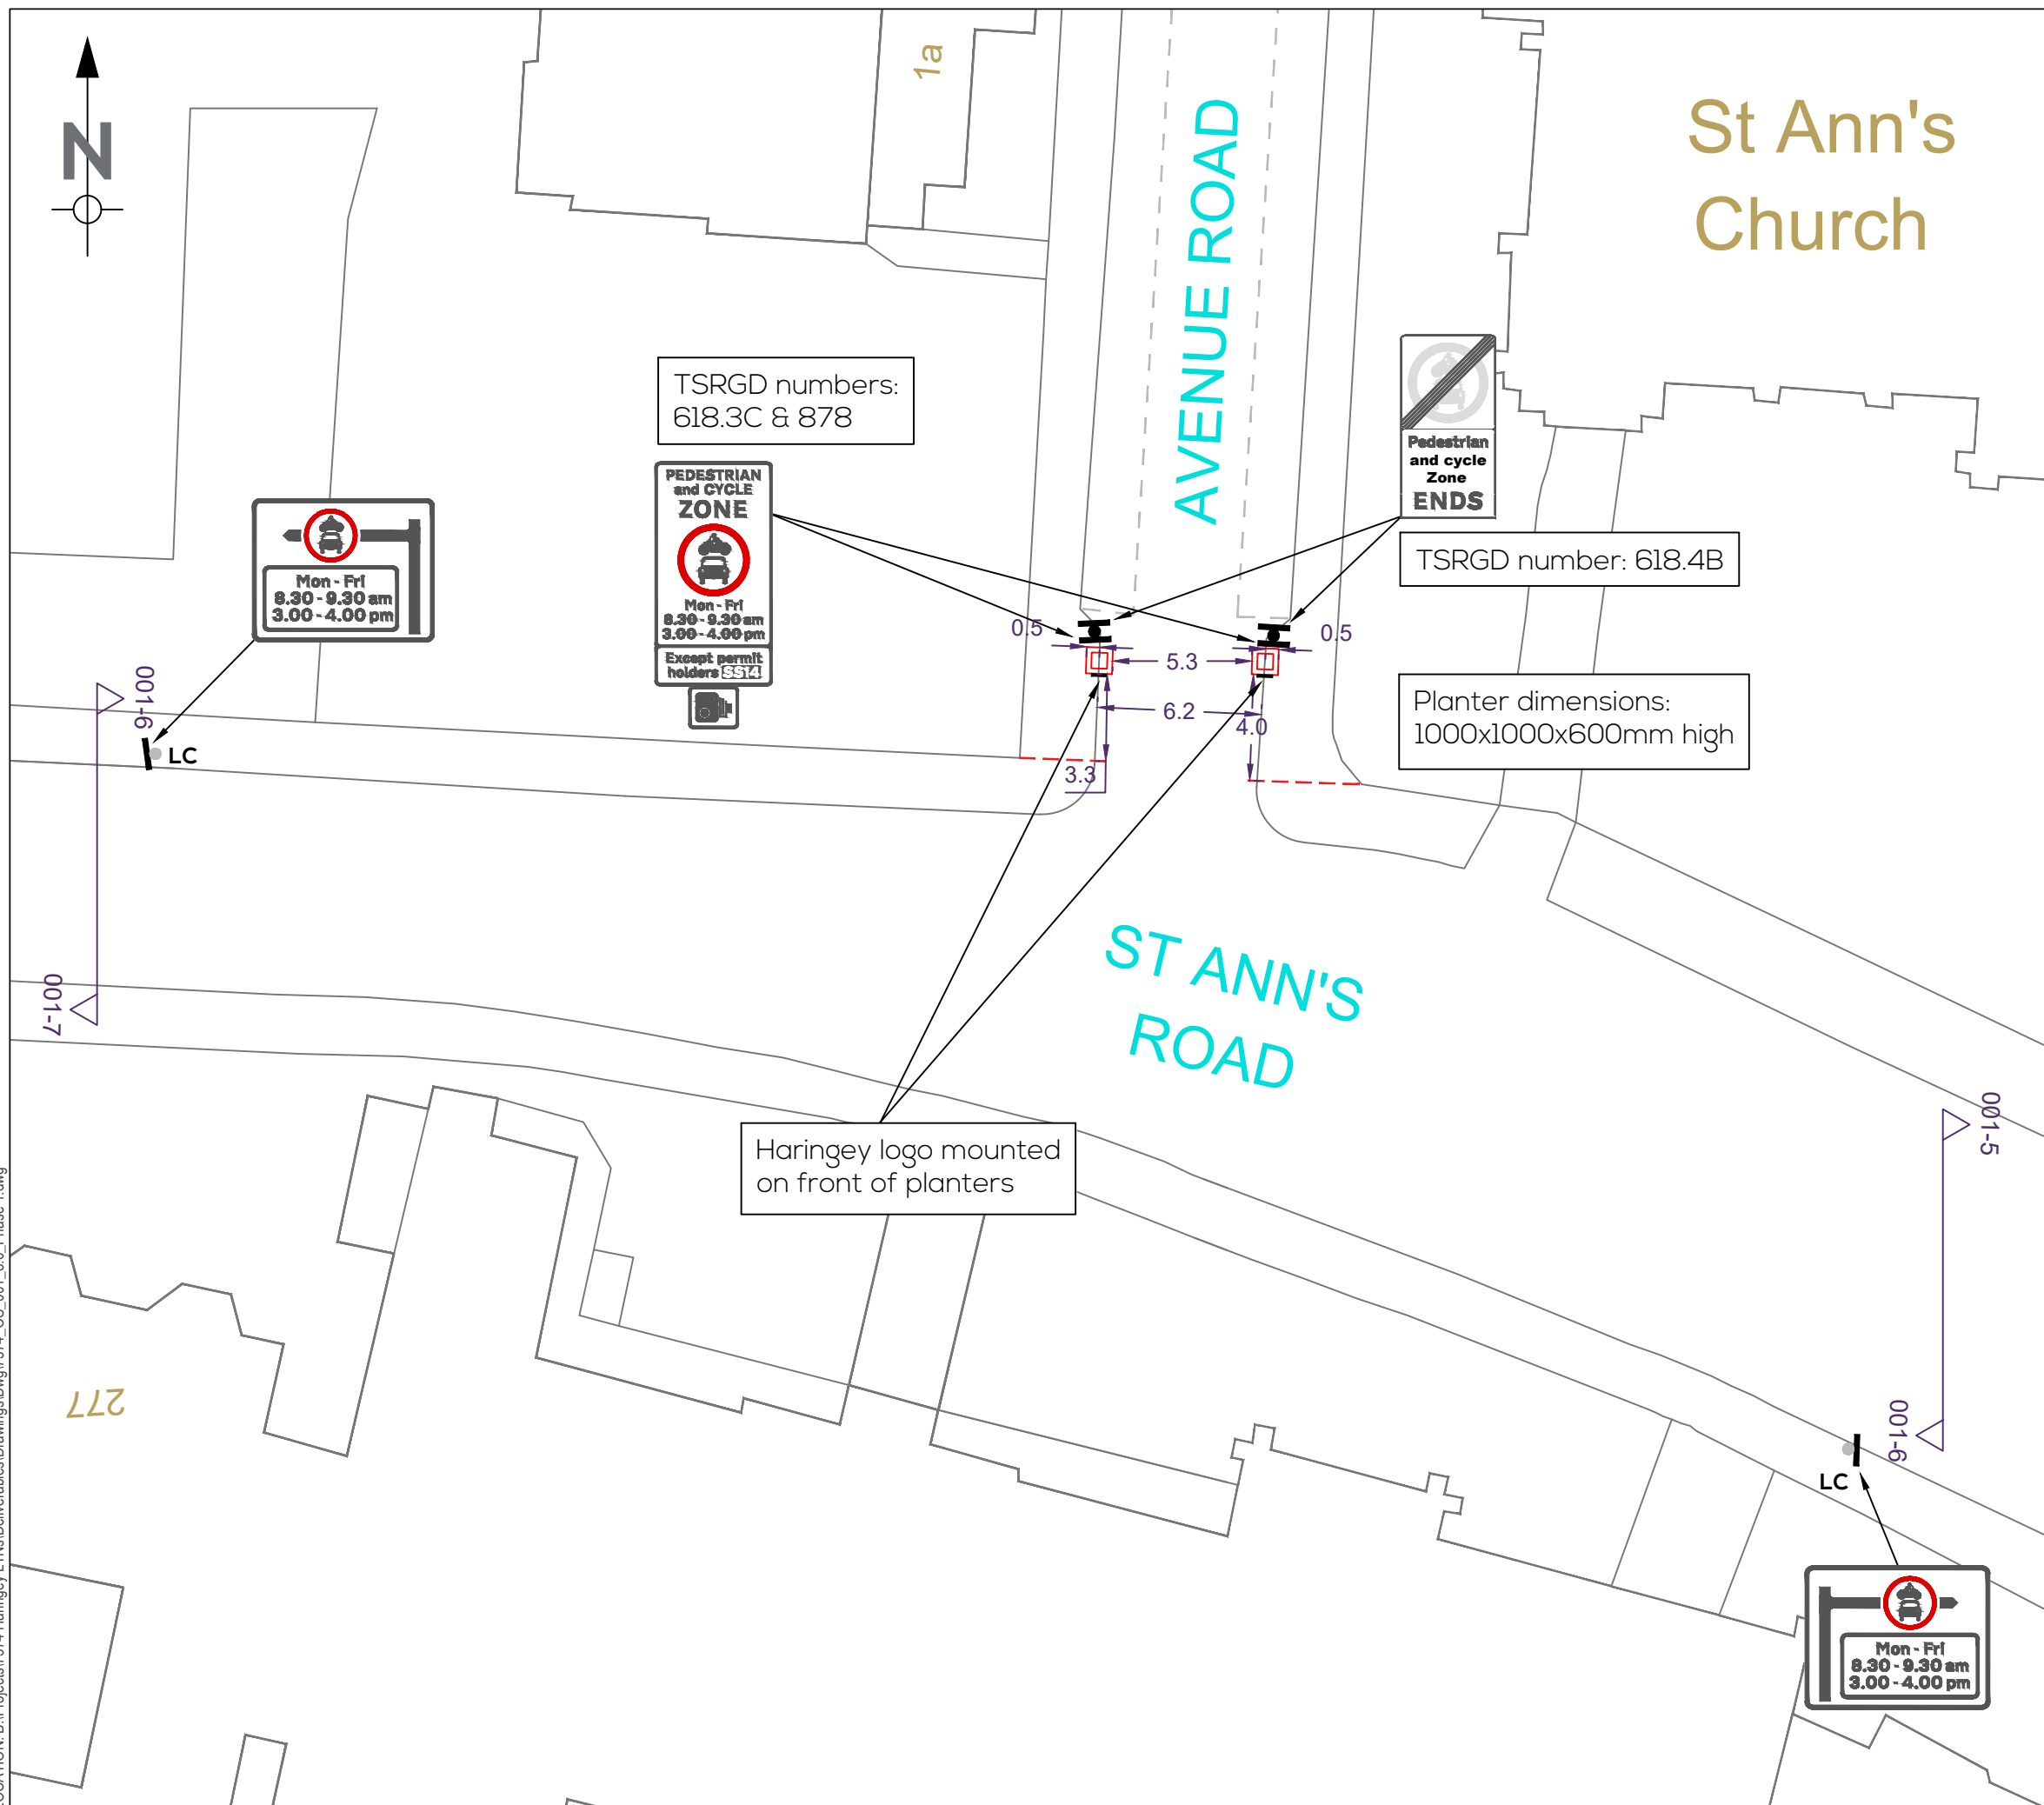 N
1a
St Ann's
Church
AVENUE ROAD
TSRGD numbers:
618.3C & 878
PEDESTRIAN
and CYCLE
ZONE
Mon - Fri
8.30 - 9.30 am
3.00 - 4.00 pm
Except permit
holders SS14
Mon - Fri
8.30 - 9.30 am
3.00 - 4.00 pm
Pedestrian
and cycle
Zone
ENDS
TSRGD number: 618.4B
0.5
0.5
5.3
6.2
4.0
3.3
Planter dimensions:
1000x1000x600mm high
001-6
LC
001-7
ST ANN'S
ROAD
Haringey logo mounted
on front of planters
001-5
001-6
277
LC
Mon - Fri
8.30 - 9.30 am
3.00 - 4.00 pm